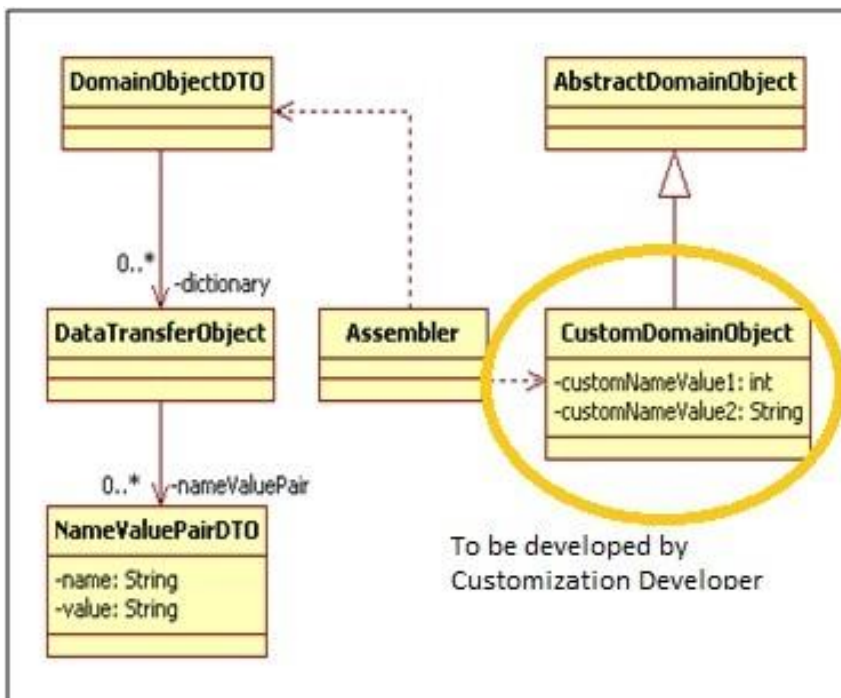 DomainObjectDTO
AbstractDomainObject
0..*
-dictionary
DataTransferObject
Assembler
CustomDomainObject
-customNameValue1: int
-customNameValue2: String
0..*
-nameValuePair
NameValuePairDTO
-name: String
-value: String
To be developed by
Customization Developer